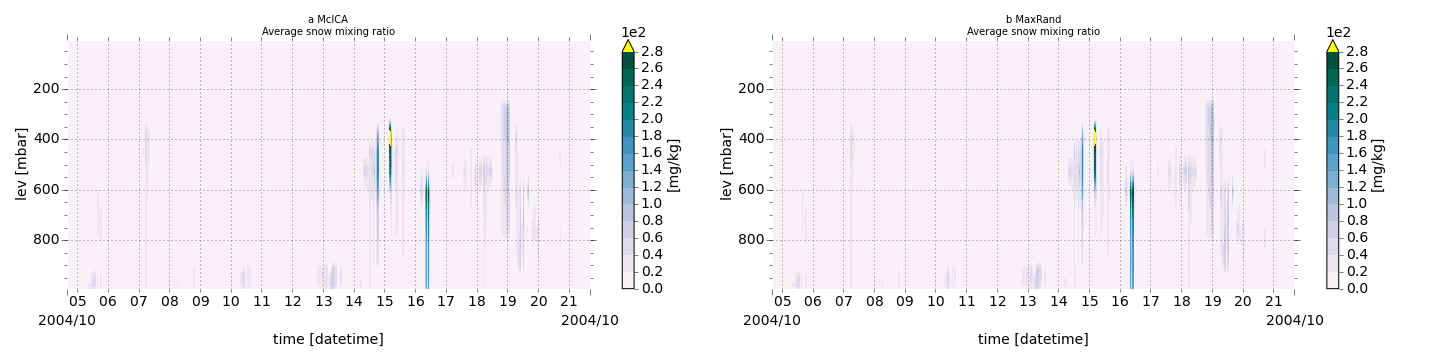 a McICA
Average snow mixing ratio
1e2
2.8
2.6
2.4
2.2
2.0
1.8
1.6
1.4
1.2
1.0
0.8
0.6
0.4
0.2
0.0
[mg/kg]
200
400
600
800
lev [mbar]
05 06 07 08 09 10 11 12 13 14 15 16 17 18 19 20 21
2004/10 2004/10
time [datetime]
b MaxRand
Average snow mixing ratio
1e2
2.8
2.6
2.4
2.2
2.0
1.8
1.6
1.4
1.2
1.0
0.8
0.6
0.4
0.2
0.0
[mg/kg]
200
400
600
800
lev [mbar]
05 06 07 08 09 10 11 12 13 14 15 16 17 18 19 20 21
2004/10 2004/10
time [datetime]